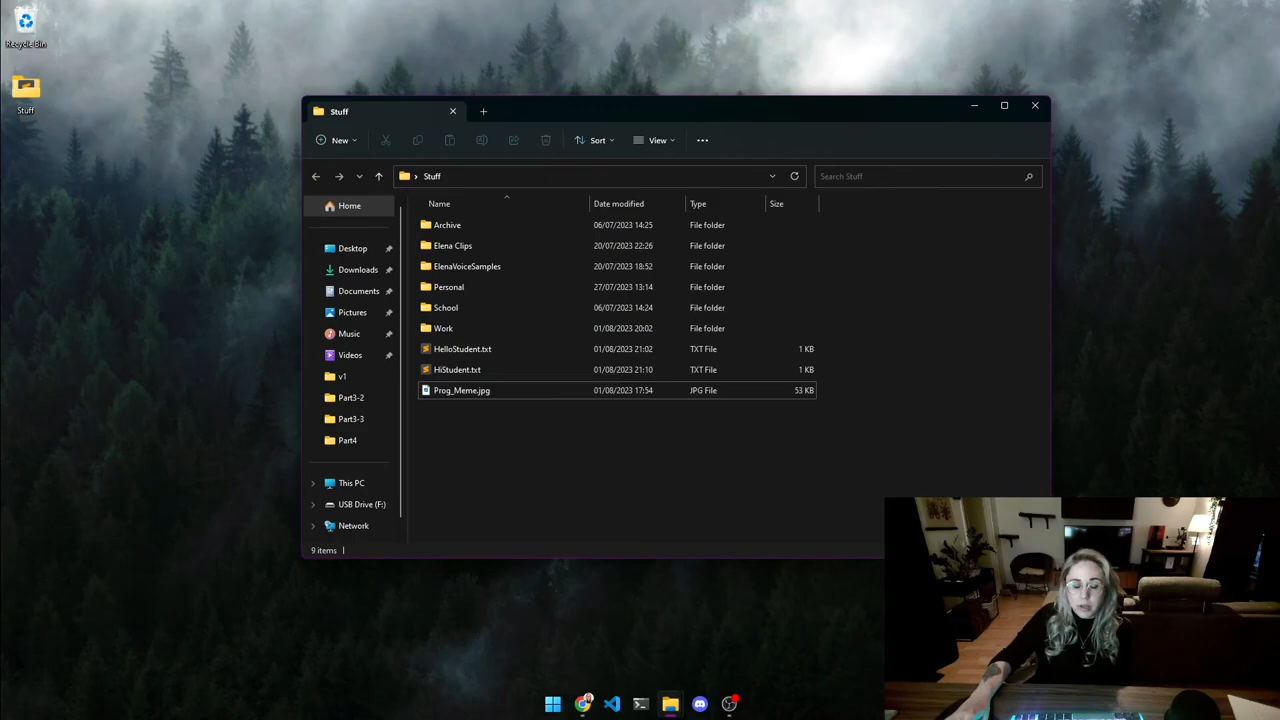 Recycle Bin
Stuff
Stuff
New
Sort
View
Stuff
Search Stuff
Name Date modified Type Size
Home
Desktop
Downloads
Documents
Pictures
Music
Videos
v1
Part3-2
Part3-3
Part4
This PC
USB Drive (F:)
Network
Archive 06/07/2023 14:25 File folder
Elena Clips 20/07/2023 22:26 File folder
ElenaVoiceSamples 20/07/2023 18:52 File folder
Personal 27/07/2023 13:14 File folder
School 06/07/2023 14:24 File folder
Work 01/08/2023 20:02 File folder
HelloStudent.txt 01/08/2023 21:02 TXT File 1 KB
HiStudent.txt 01/08/2023 21:10 TXT File 1 KB
Prog_Meme.jpg 01/08/2023 17:54 JPG File 53 KB
9 items